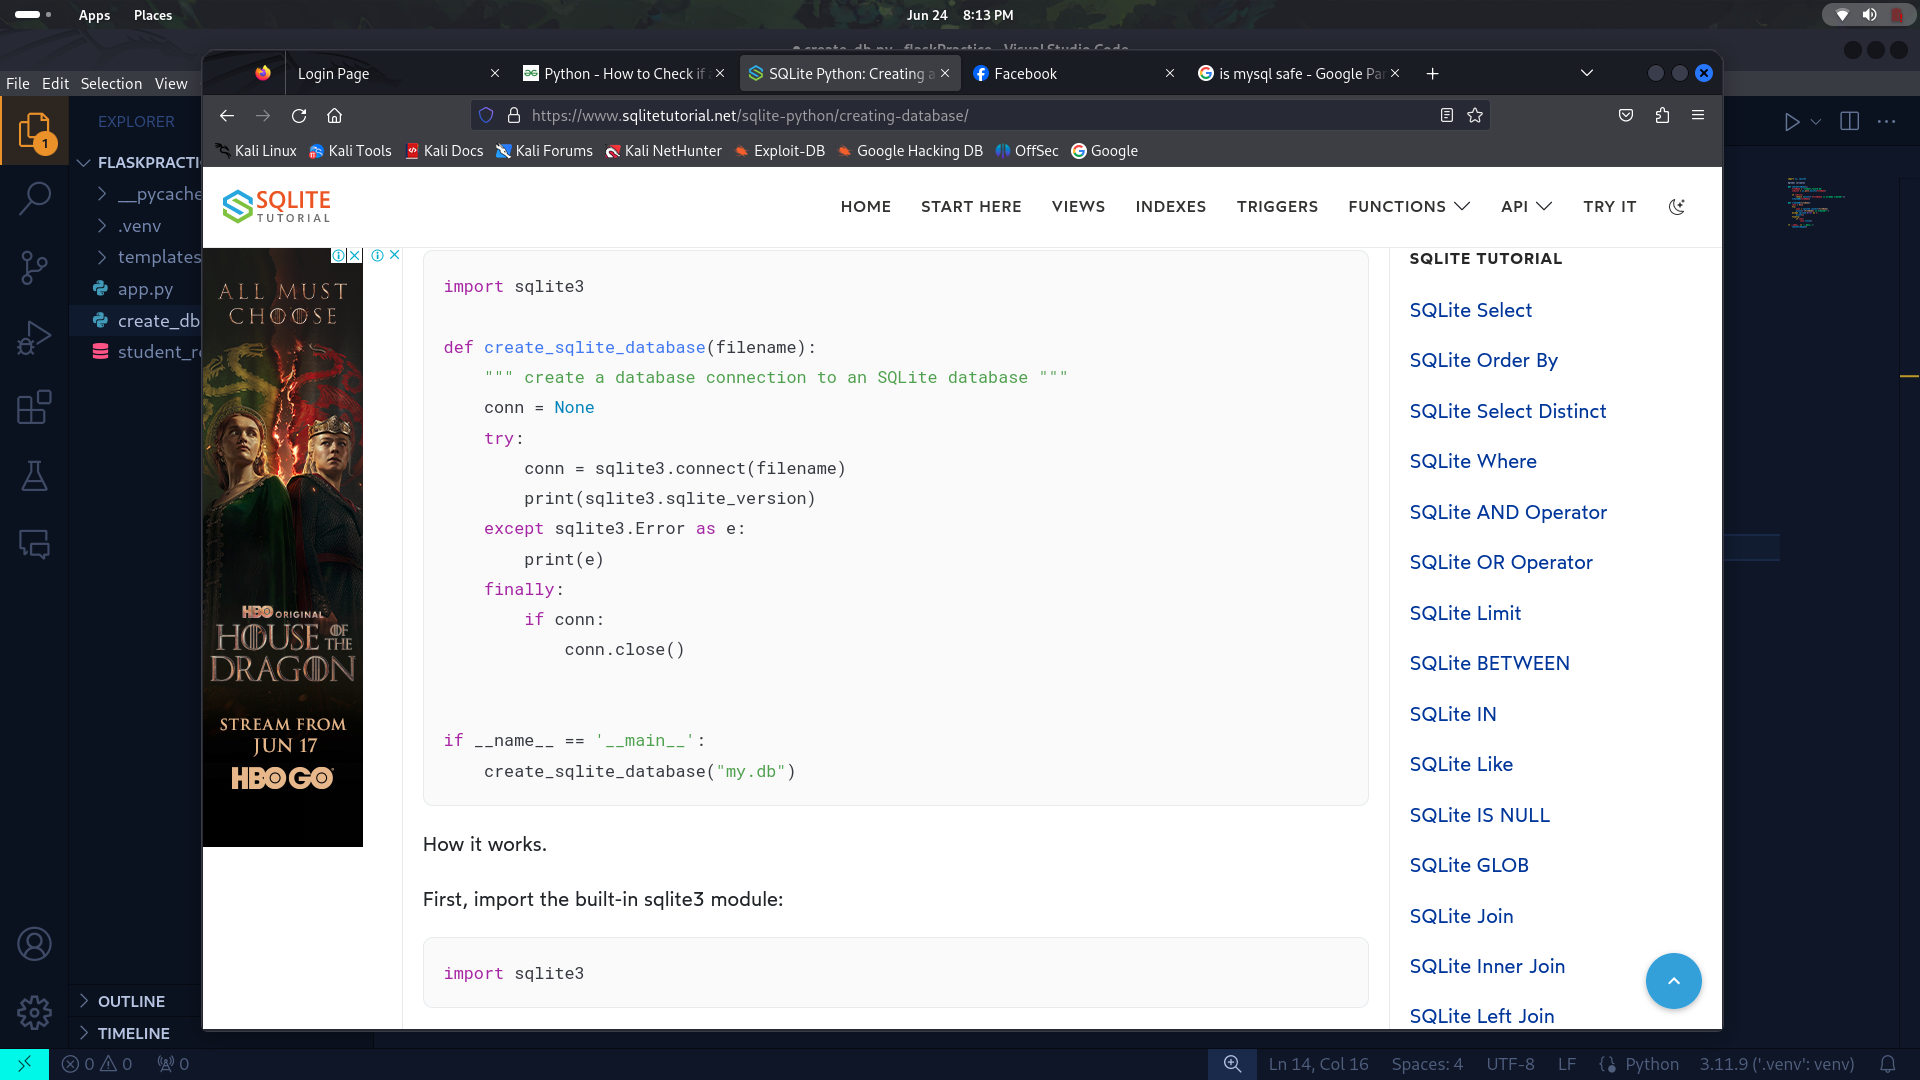 Apps Places Jun 24 8:13 PM
create_db.py - flaskPractice - Visual Studio Code
File Edit Selection View
Login Page
Python - How to Check if
SQLite Python: Creating a
Facebook
is mysql safe - Google
https://www.sqlitetutorial.net/sqlite-python/creating-database/
Kali Linux Kali Tools Kali Docs Kali Forums Kali NetHunter Exploit-DB Google Hacking DB OffSec Google
EXPLORER
FLASKPRACTI
__pycache
.venv
templates
app.py
create_db
student_r
1
OUTLINE
TIMELINE
SQLITE
TUTORIAL
HOME START HERE VIEWS INDEXES TRIGGERS FUNCTIONS API TRY IT
ALL MUST
CHOOSE
HBO ORIGINAL
HOUSE OF THE
DRAGON
STREAM FROM
JUN 17
HBO GO
import sqlite3
def create_sqlite_database(filename):
""" create a database connection to an SQLite database """
conn = None
try:
conn = sqlite3.connect(filename)
print(sqlite3.sqlite_version)
except sqlite3.Error as e:
print(e)
finally:
if conn:
conn.close()
if __name__ == '__main__':
create_sqlite_database("my.db")
How it works.
First, import the built-in sqlite3 module:
import sqlite3
SQLITE TUTORIAL
SQLite Select
SQLite Order By
SQLite Select Distinct
SQLite Where
SQLite AND Operator
SQLite OR Operator
SQLite Limit
SQLite BETWEEN
SQLite IN
SQLite Like
SQLite IS NULL
SQLite GLOB
SQLite Join
SQLite Inner Join
SQLite Left Join
0 0 0
Ln 14, Col 16 Spaces: 4 UTF-8 LF Python 3.11.9 ('.venv': venv)